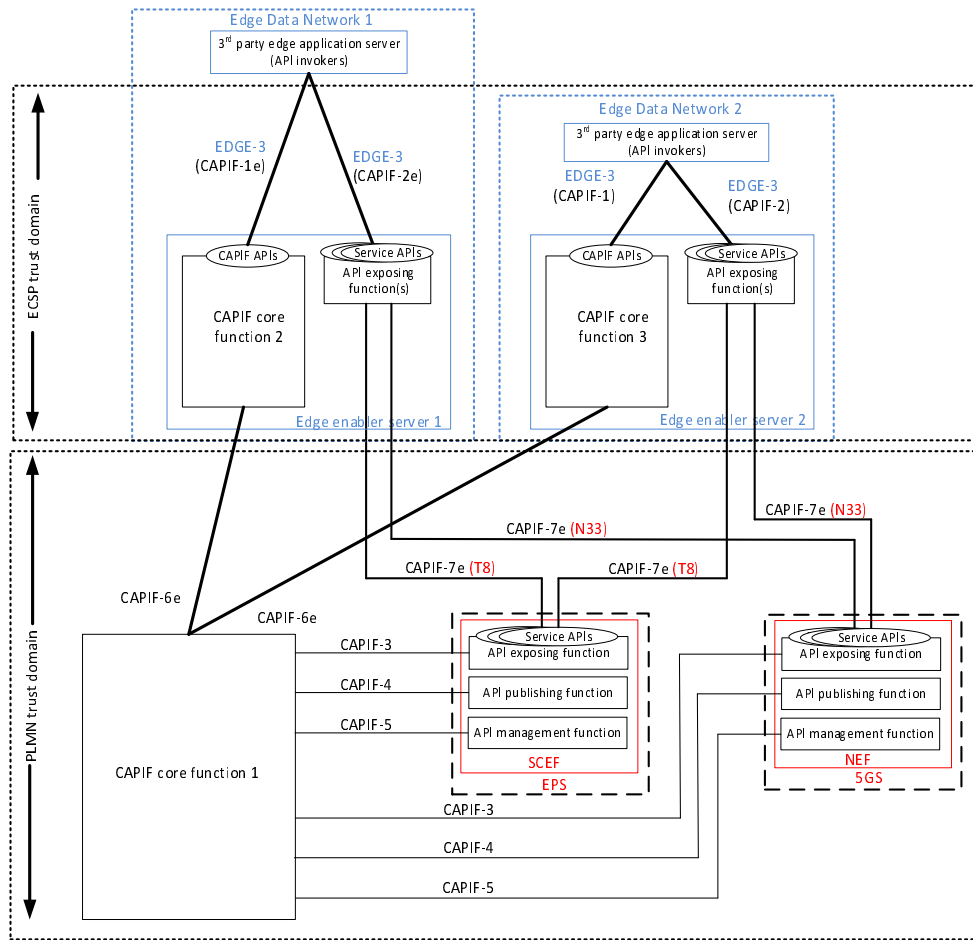 Edge Data Network 1
3rd party edge application server
(API invokers)
Edge Data Network 2
3rd party edge application server
(API invokers)
EDGE-3
(CAPIF-1e)
EDGE-3
(CAPIF-2e)
EDGE-3
(CAPIF-1)
EDGE-3
(CAPIF-2)
ECSP trust domain
CAPIF APIs
Service APIs
API exposing
function(s)
CAPIF core
function 2
Edge enabler server 1
CAPIF APIs
Service APIs
API exposing
function(s)
CAPIF core
function 3
Edge enabler server 2
PLMN trust domain
CAPIF-7e (N33)
CAPIF-7e (N33)
CAPIF-7e (T8)
CAPIF-7e (T8)
CAPIF-6e
CAPIF-6e
CAPIF core function 1
CAPIF-3
CAPIF-4
CAPIF-5
Service APIs
API exposing function
API publishing function
API management function
SCEF
EPS
Service APIs
API exposing function
API publishing function
API management function
NEF
5GS
CAPIF-3
CAPIF-4
CAPIF-5